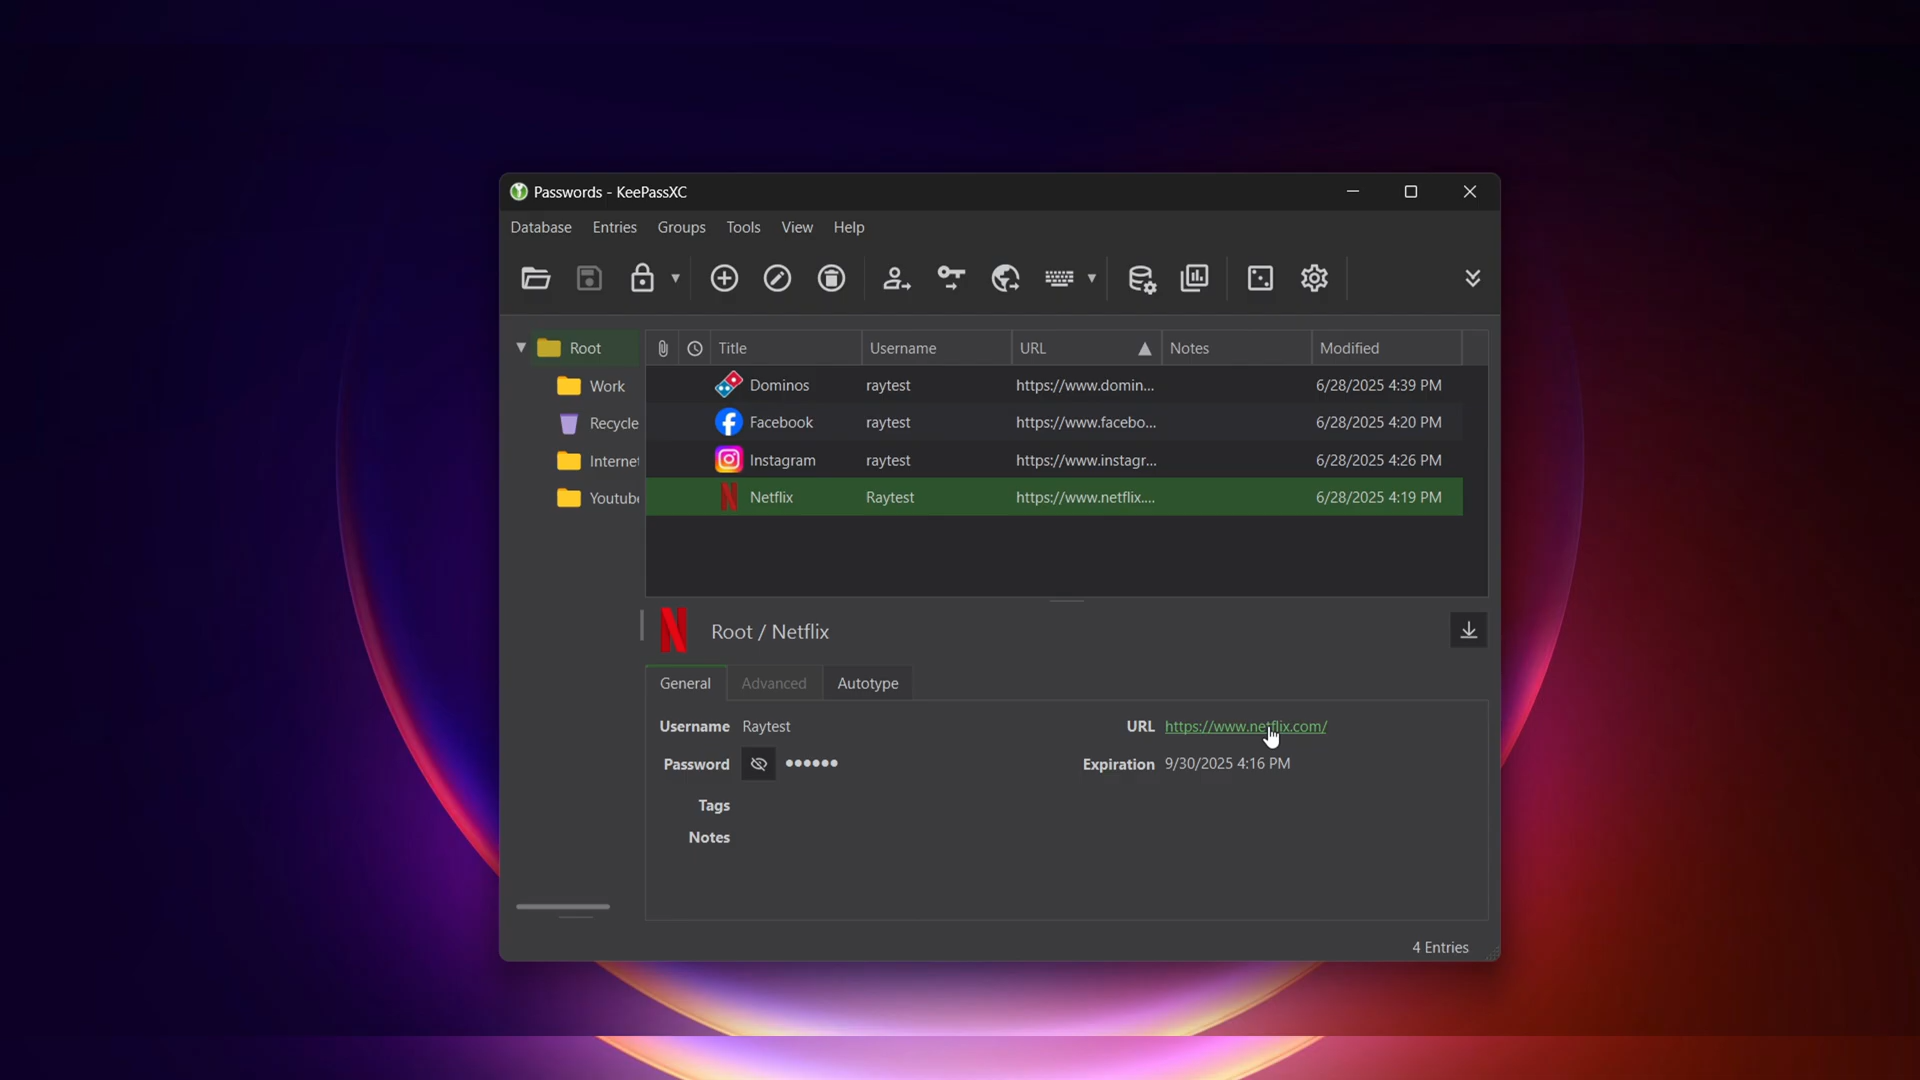 Passwords - KeePassXC
Database Entries Groups Tools View Help
Root
Work
Recycle
Interne
Youtube
Title Username URL Notes Modified
Dominos raytest https://www.domin... 6/28/2025 4:39 PM
Facebook raytest https://www.facebo... 6/28/2025 4:20 PM
Instagram raytest https://www.instagr... 6/28/2025 4:26 PM
Netflix Raytest https://www.netflix.... 6/28/2025 4:19 PM
Root / Netflix
General Advanced Autotype
Username Raytest URL https://www.netflix.com/
Password ●●●●●● Expiration 9/30/2025 4:16 PM
Tags
Notes
4 Entries